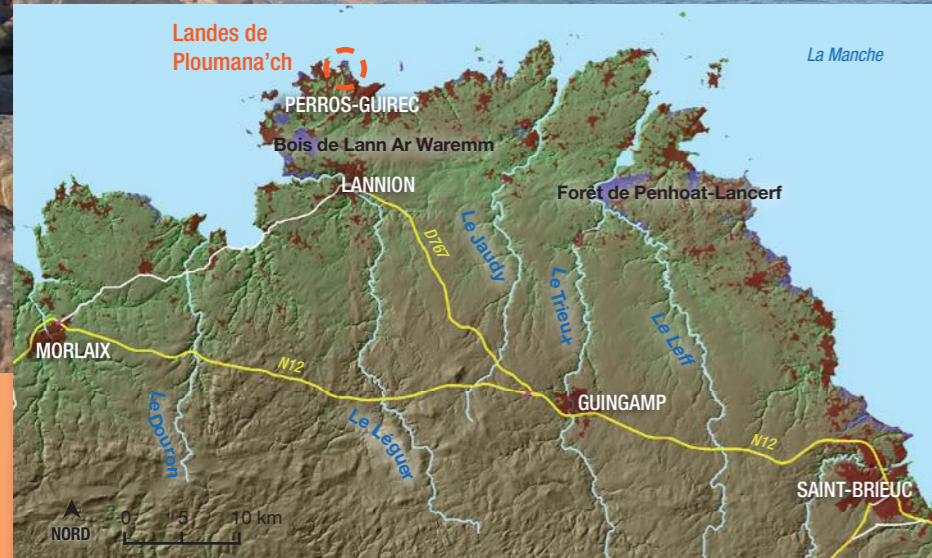 Landes de
Ploumana'ch
La Manche
PERROS-GUIREC
Bois de Lann Ar Waremm
LANNION
Forêt de Penhoat-Lancerf
D767
Le Jaudy
Le Trieux
Le Leff
MORLAIX
N12
GUINGAMP
Le Douron
Le Léguer
N12
SAINT-BRIEUC
NORD
0 5 10 km